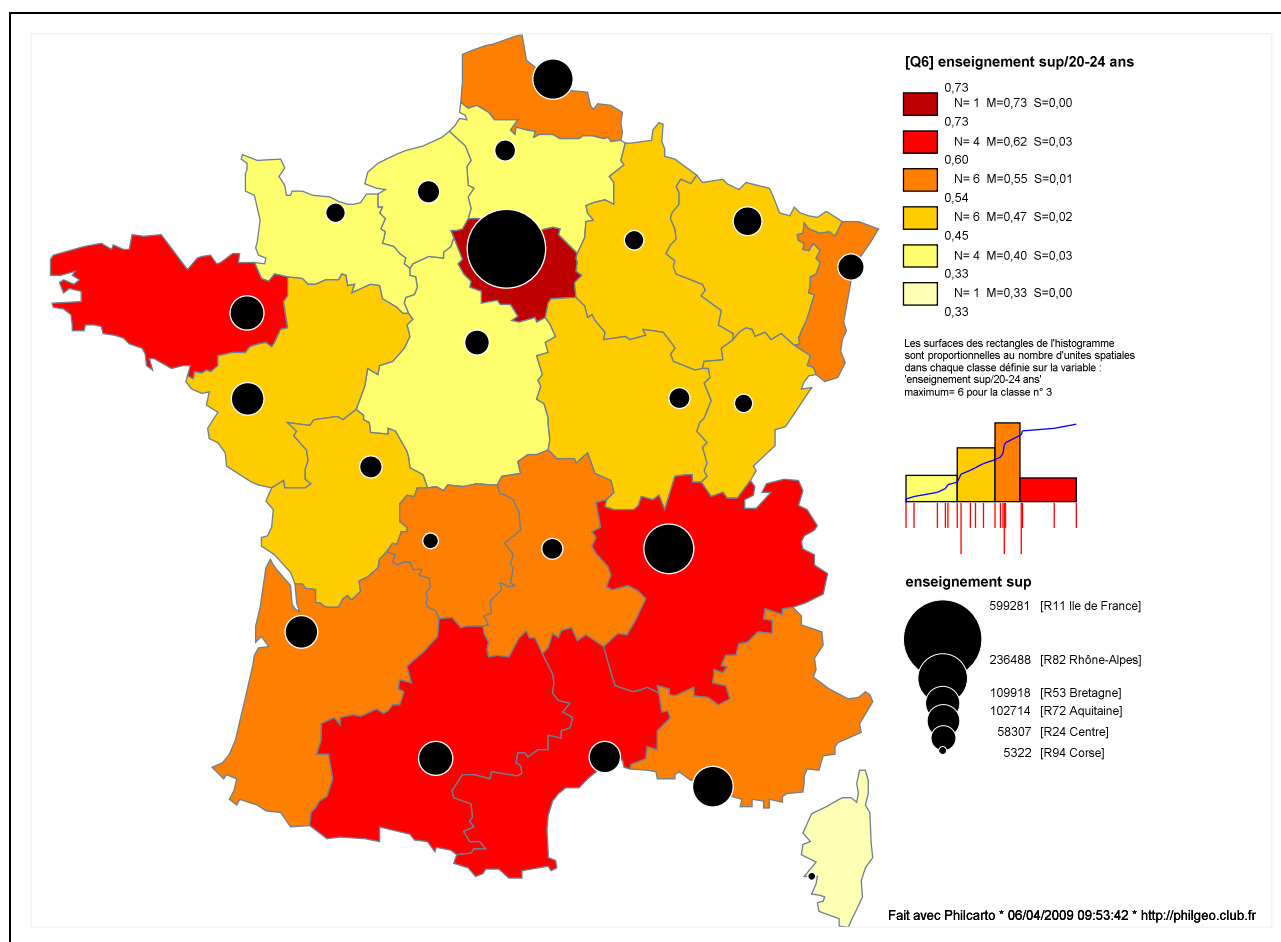 [Q6] enseignement sup/20-24 ans
0,73
N= 1 M=0,73 S=0,00
0,73
N= 4 M=0,62 S=0,03
0,60
N= 6 M=0,55 S=0,01
0,54
N= 6 M=0,47 S=0,02
0,45
N= 4 M=0,40 S=0,03
0,33
N= 1 M=0,33 S=0,00
0,33
Les surfaces des rectangles de l'histogramme
sont proportionnelles au nombre d'unites spatiales
dans chaque classe définie sur la variable :
'enseignement sup/20-24 ans'
maximum= 6 pour la classe n° 3
enseignement sup
599281 [R11 Ile de France]
236488 [R82 Rhône-Alpes]
109918 [R53 Bretagne]
102714 [R72 Aquitaine]
58307 [R24 Centre]
5322 [R94 Corse]
Fait avec Philcarto * 06/04/2009 09:53:42 * http://philgeo.club.fr